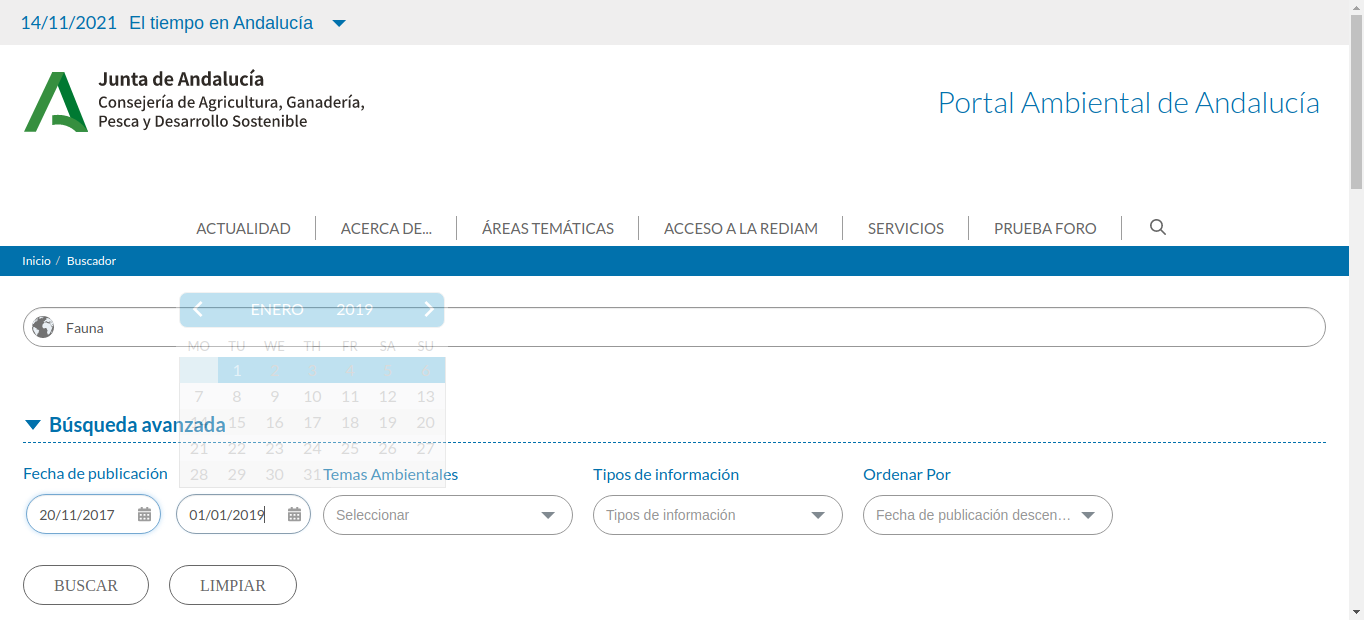 14/11/2021 El tiempo en Andalucía
Junta de Andalucía
Consejería de Agricultura, Ganadería,
Pesca y Desarrollo Sostenible
Portal Ambiental de Andalucía
ACTUALIDAD ACERCA DE... ÁREAS TEMÁTICAS ACCESO A LA REDIAM SERVICIOS PRUEBA FORO
Inicio / Buscador
ENERO 2019
Fauna
MO TU WE TH FR SA SU
1 2 3 4 5 6
7 8 9 10 11 12 13
Búsqueda avanzada
14 15 16 17 18 19 20
21 22 23 24 25 26 27
28 29 30 31
Fecha de publicación Temas Ambientales Tipos de información Ordenar Por
20/11/2017 01/01/2019 Seleccionar Tipos de información Fecha de publicación descen...
BUSCAR LIMPIAR